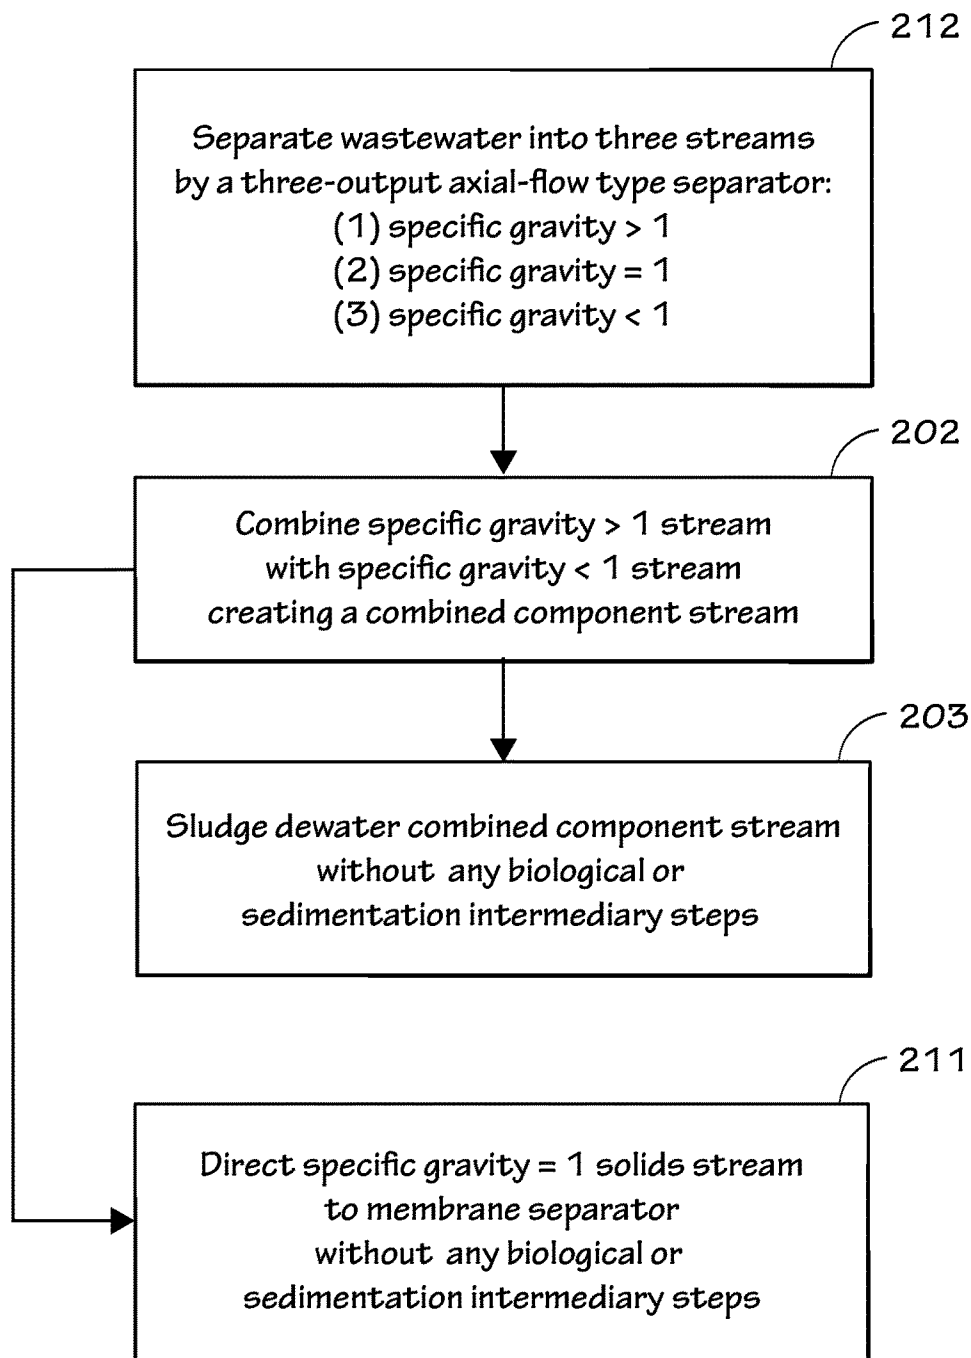 212
Separate wastewater into three streams
by a three-output axial-flow type separator:
(1) specific gravity > 1
(2) specific gravity = 1
(3) specific gravity < 1
202
Combine specific gravity > 1 stream
with specific gravity < 1 stream
creating a combined component stream
203
Sludge dewater combined component stream
without any biological or
sedimentation intermediary steps
211
Direct specific gravity = 1 solids stream
to membrane separator
without any biological or
sedimentation intermediary steps